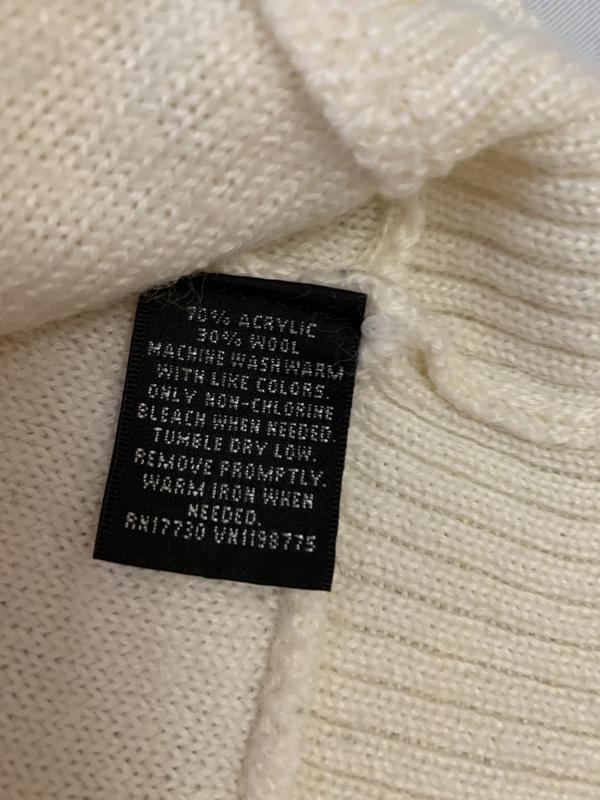 70% ACRYLIC
30% WOOL
MACHINE WASH WARM
WITH LIKE COLORS.
ONLY NON-CHLORINE
BLEACH WHEN NEEDED.
TUMBLE DRY LOW.
REMOVE PROMPTLY.
WARM IRON WHEN
NEEDED.
RN17730 VN1198775